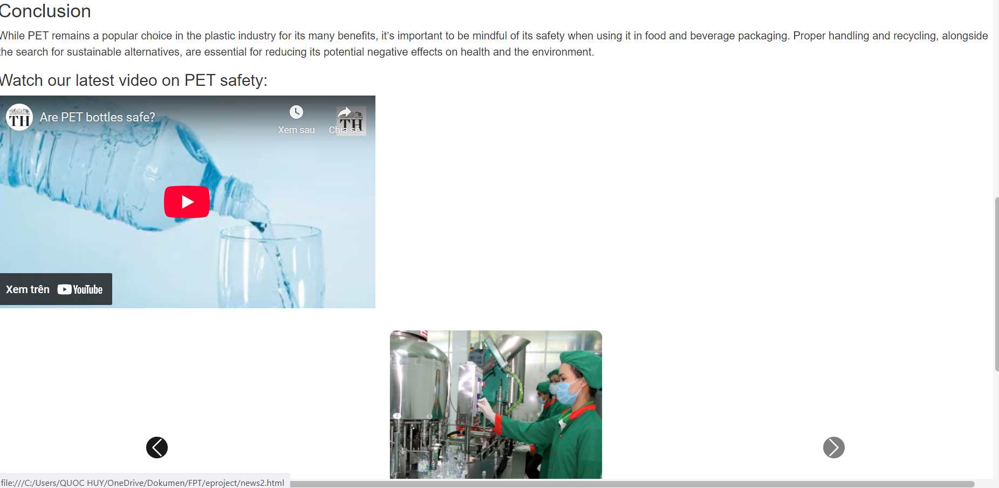 Conclusion
While PET remains a popular choice in the plastic industry for its many benefits, it’s important to be mindful of its safety when using it in food and beverage packaging. Proper handling and recycling, alongside
the search for sustainable alternatives, are essential for reducing its potential negative effects on health and the environment.
Watch our latest video on PET safety:
TH
Are PET bottles safe?
Xem sau
Chia sẻ
TH
Xem trên YouTube
file:///C:/Users/QUOC HUY/OneDrive/Dokumen/FPT/eproject/news2.html